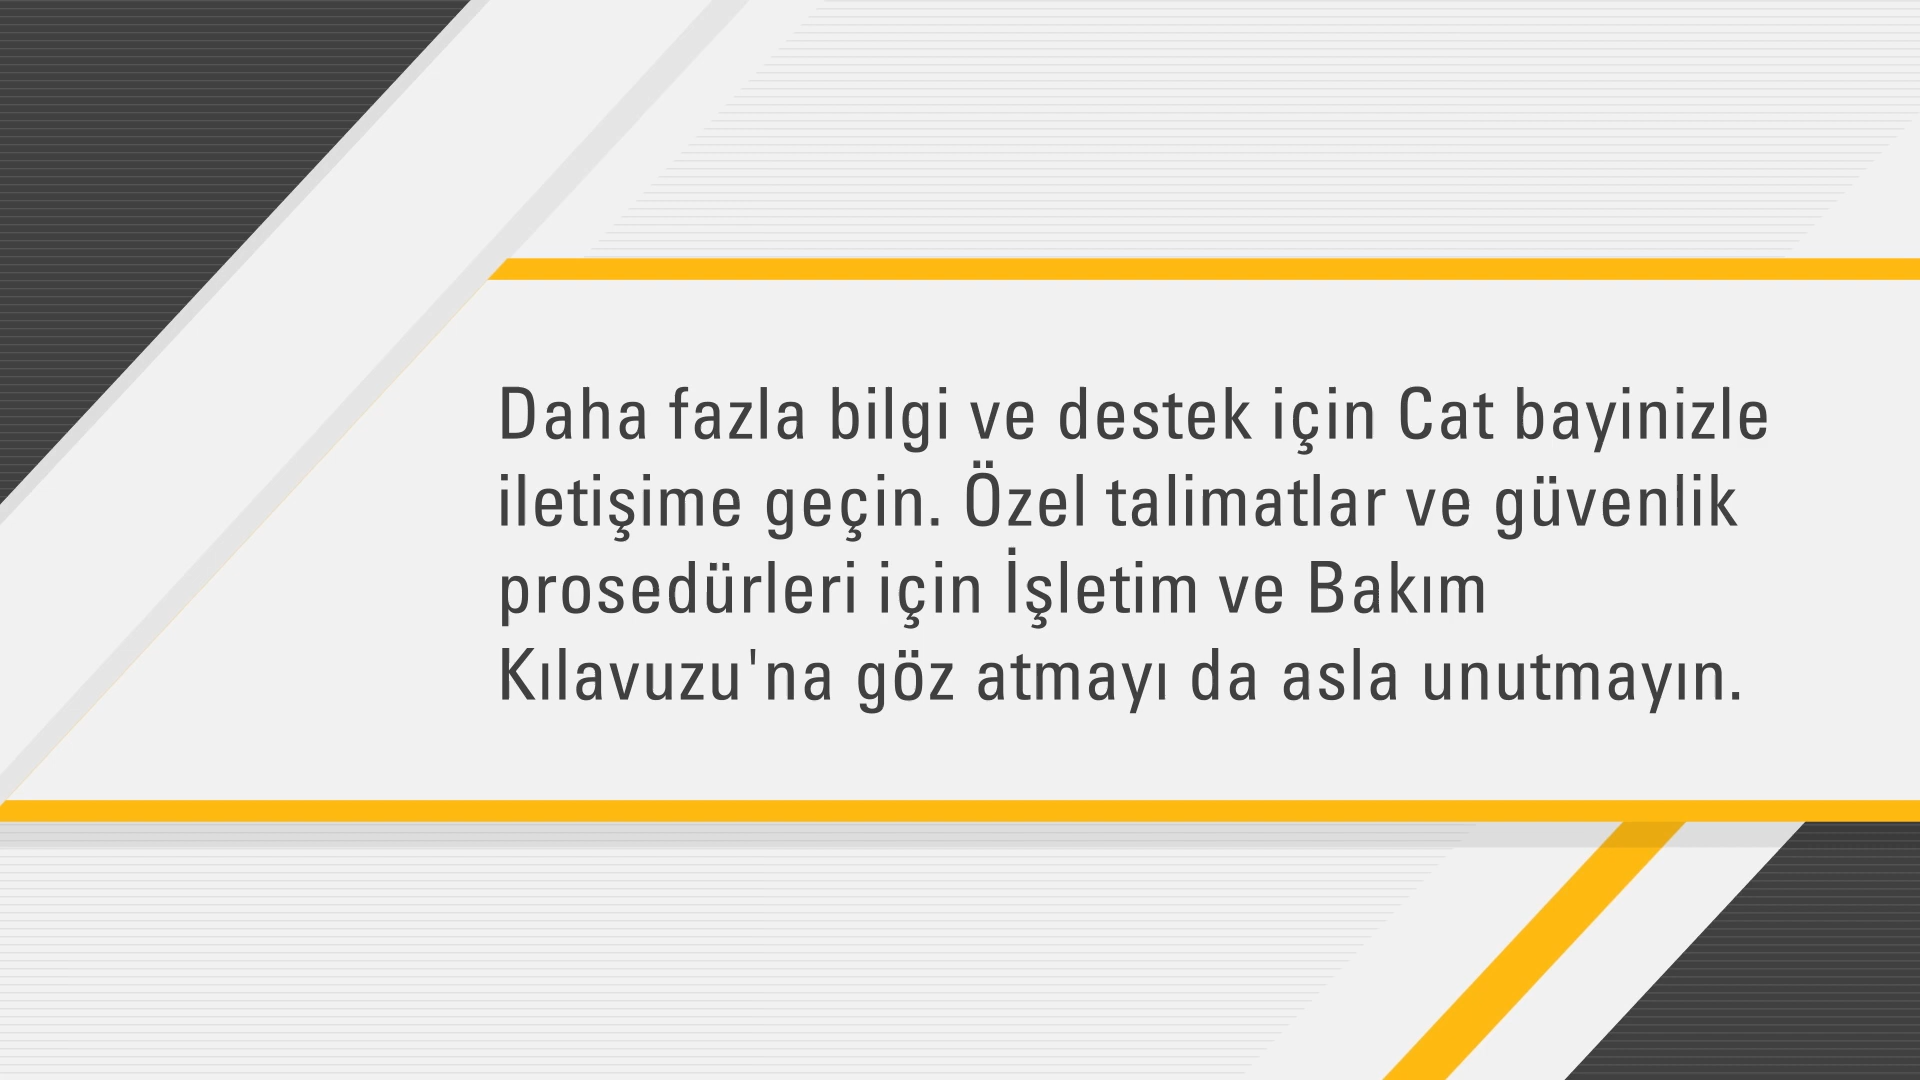 Daha fazla bilgi ve destek için Cat bayinizle
iletişime geçin. Özel talimatlar ve güvenlik
prosedürleri için İşletim ve Bakım
Kılavuzu'na göz atmayı da asla unutmayın.